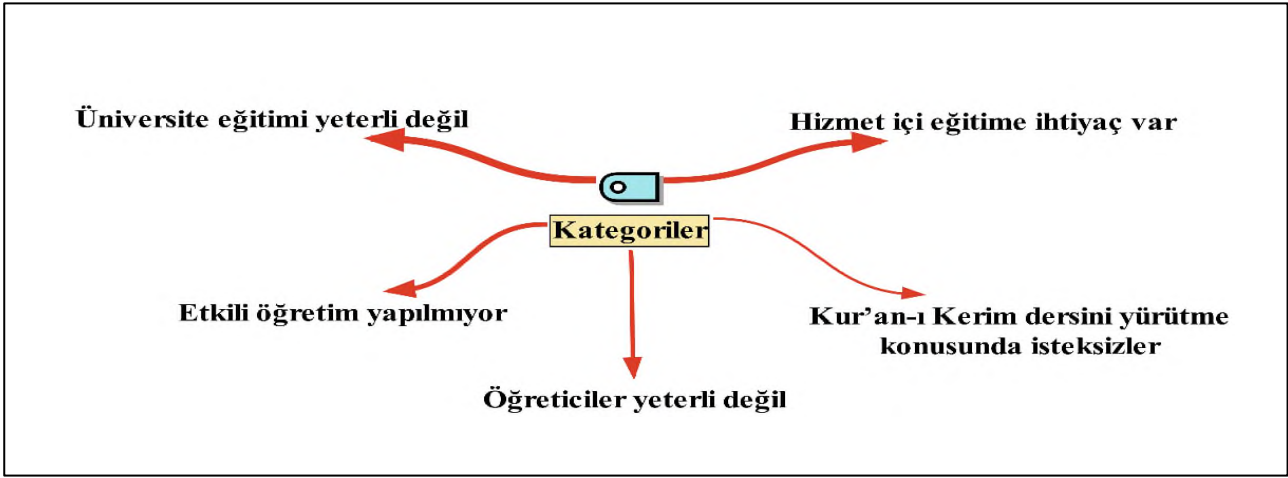 Üniversite eğitimi yeterli değil
Hizmet içi eğitime ihtiyaç var
Kategoriler
Etkili öğretim yapılmıyor
Kur’an-ı Kerim dersini yürütme
konusunda isteksizler
Öğreticiler yeterli değil